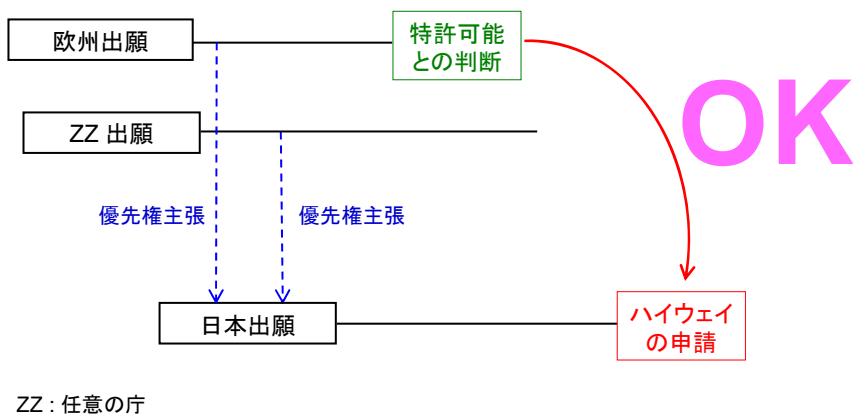 欧州出願
特許可能
との判断
OK
ZZ 出願
優先権主張
優先権主張
日本出願
ハイウェイ
の申請
ZZ : 任意の庁